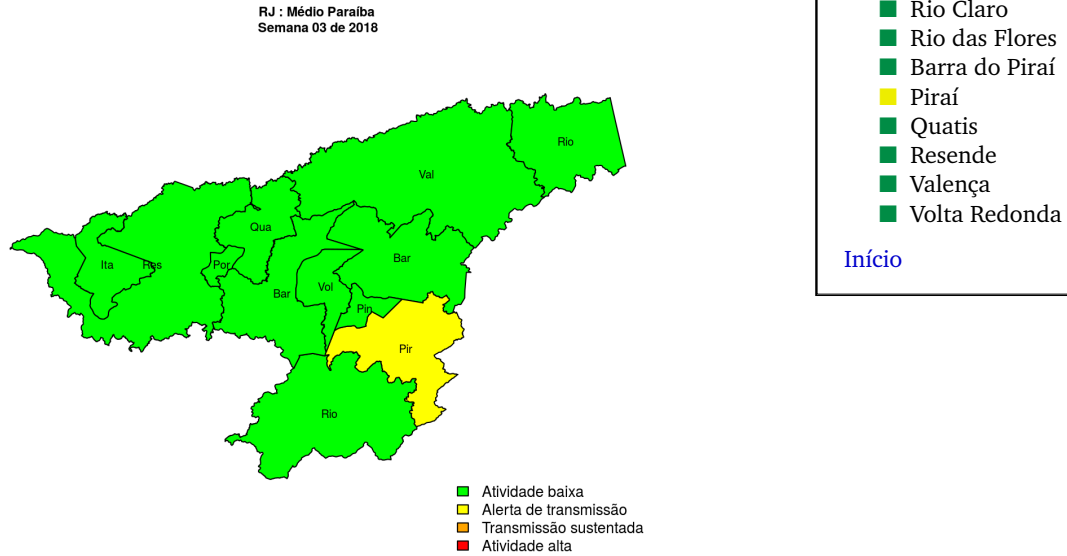 RJ : Médio Paraíba
Semana 03 de 2018
Rio
Val
Qua
Ita
Res
Por
Bar
Bar
Vol
Pin
Pir
Rio
Atividade baixa
Alerta de transmissão
Transmissão sustentada
Atividade alta
Rio Claro
Rio das Flores
Barra do Piraí
Piraí
Quatis
Resende
Valença
Volta Redonda
Início